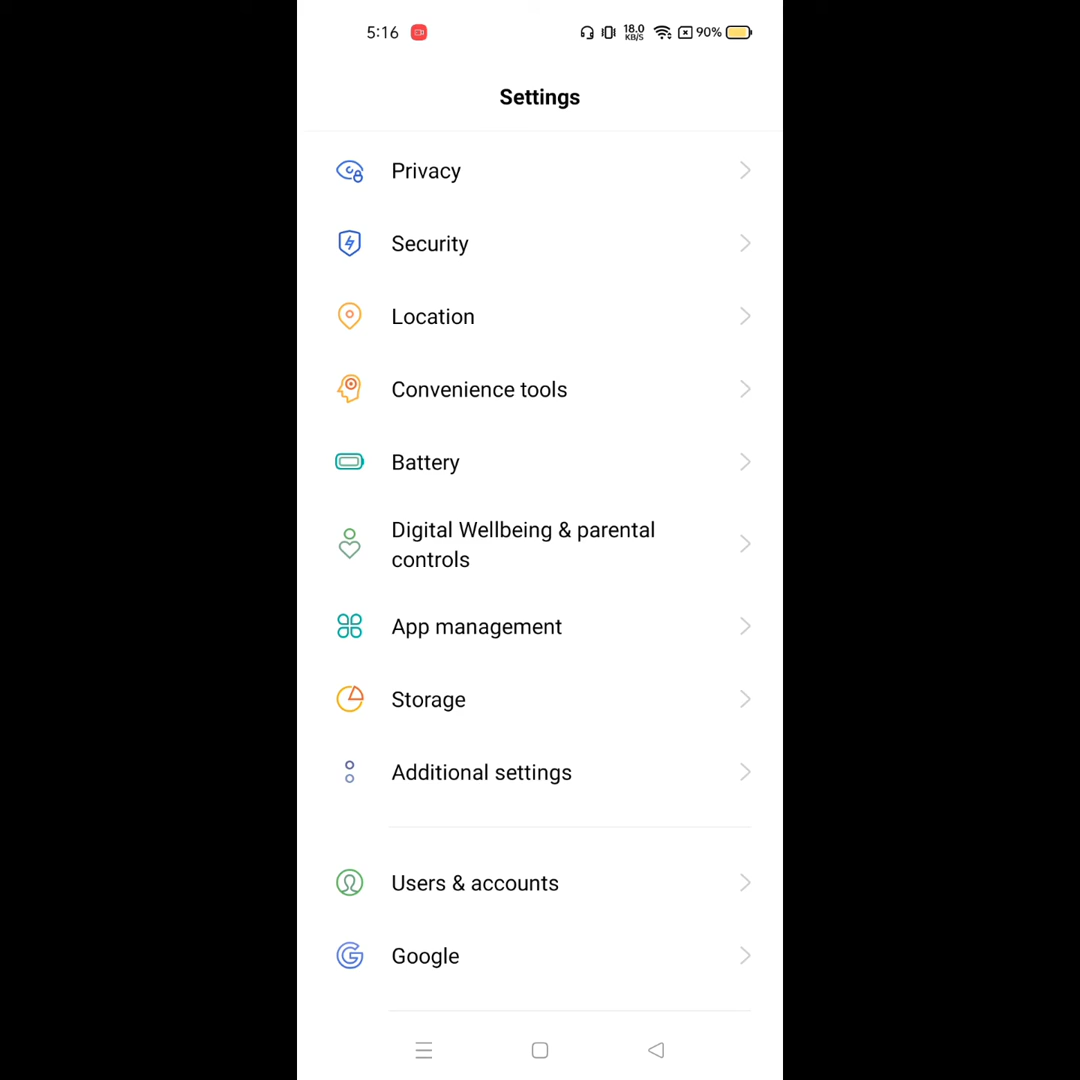 5:16
18.0
KB/S
90%
Settings
Privacy
Security
Location
Convenience tools
Battery
Digital Wellbeing & parental
controls
App management
Storage
Additional settings
Users & accounts
Google